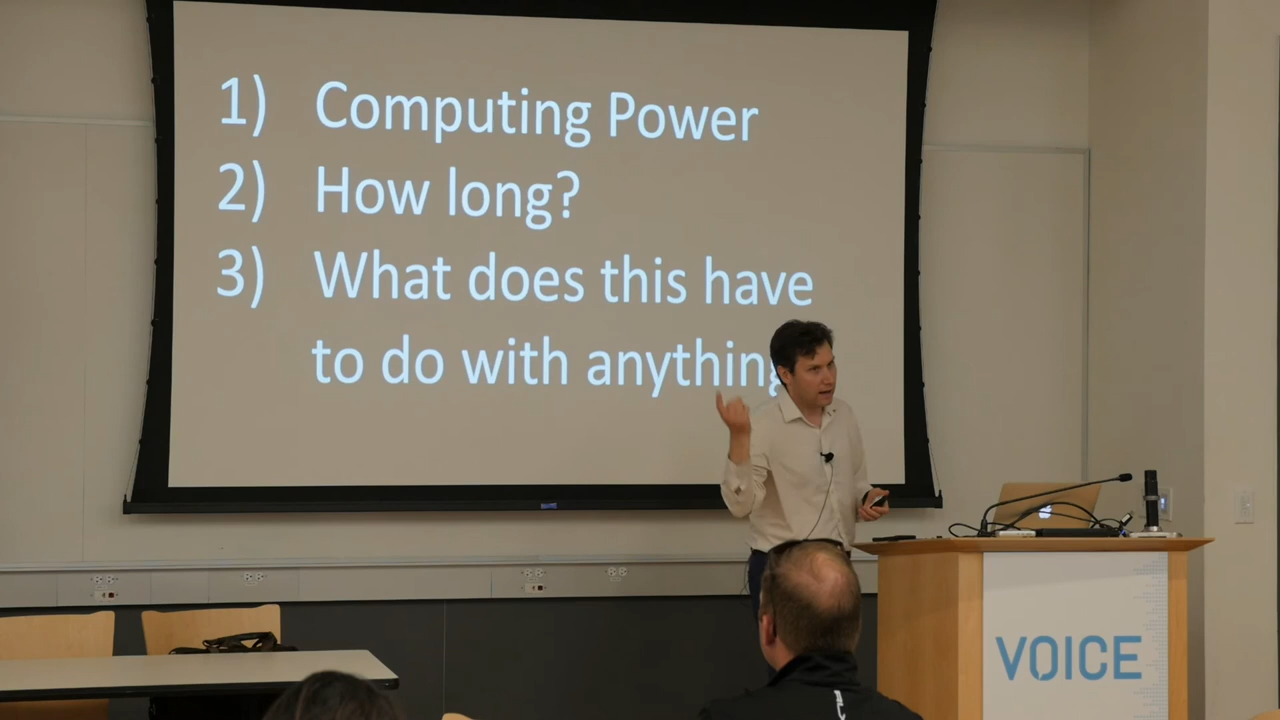 1) Computing Power
2) How long?
3) What does this have
to do with anything
VOICE